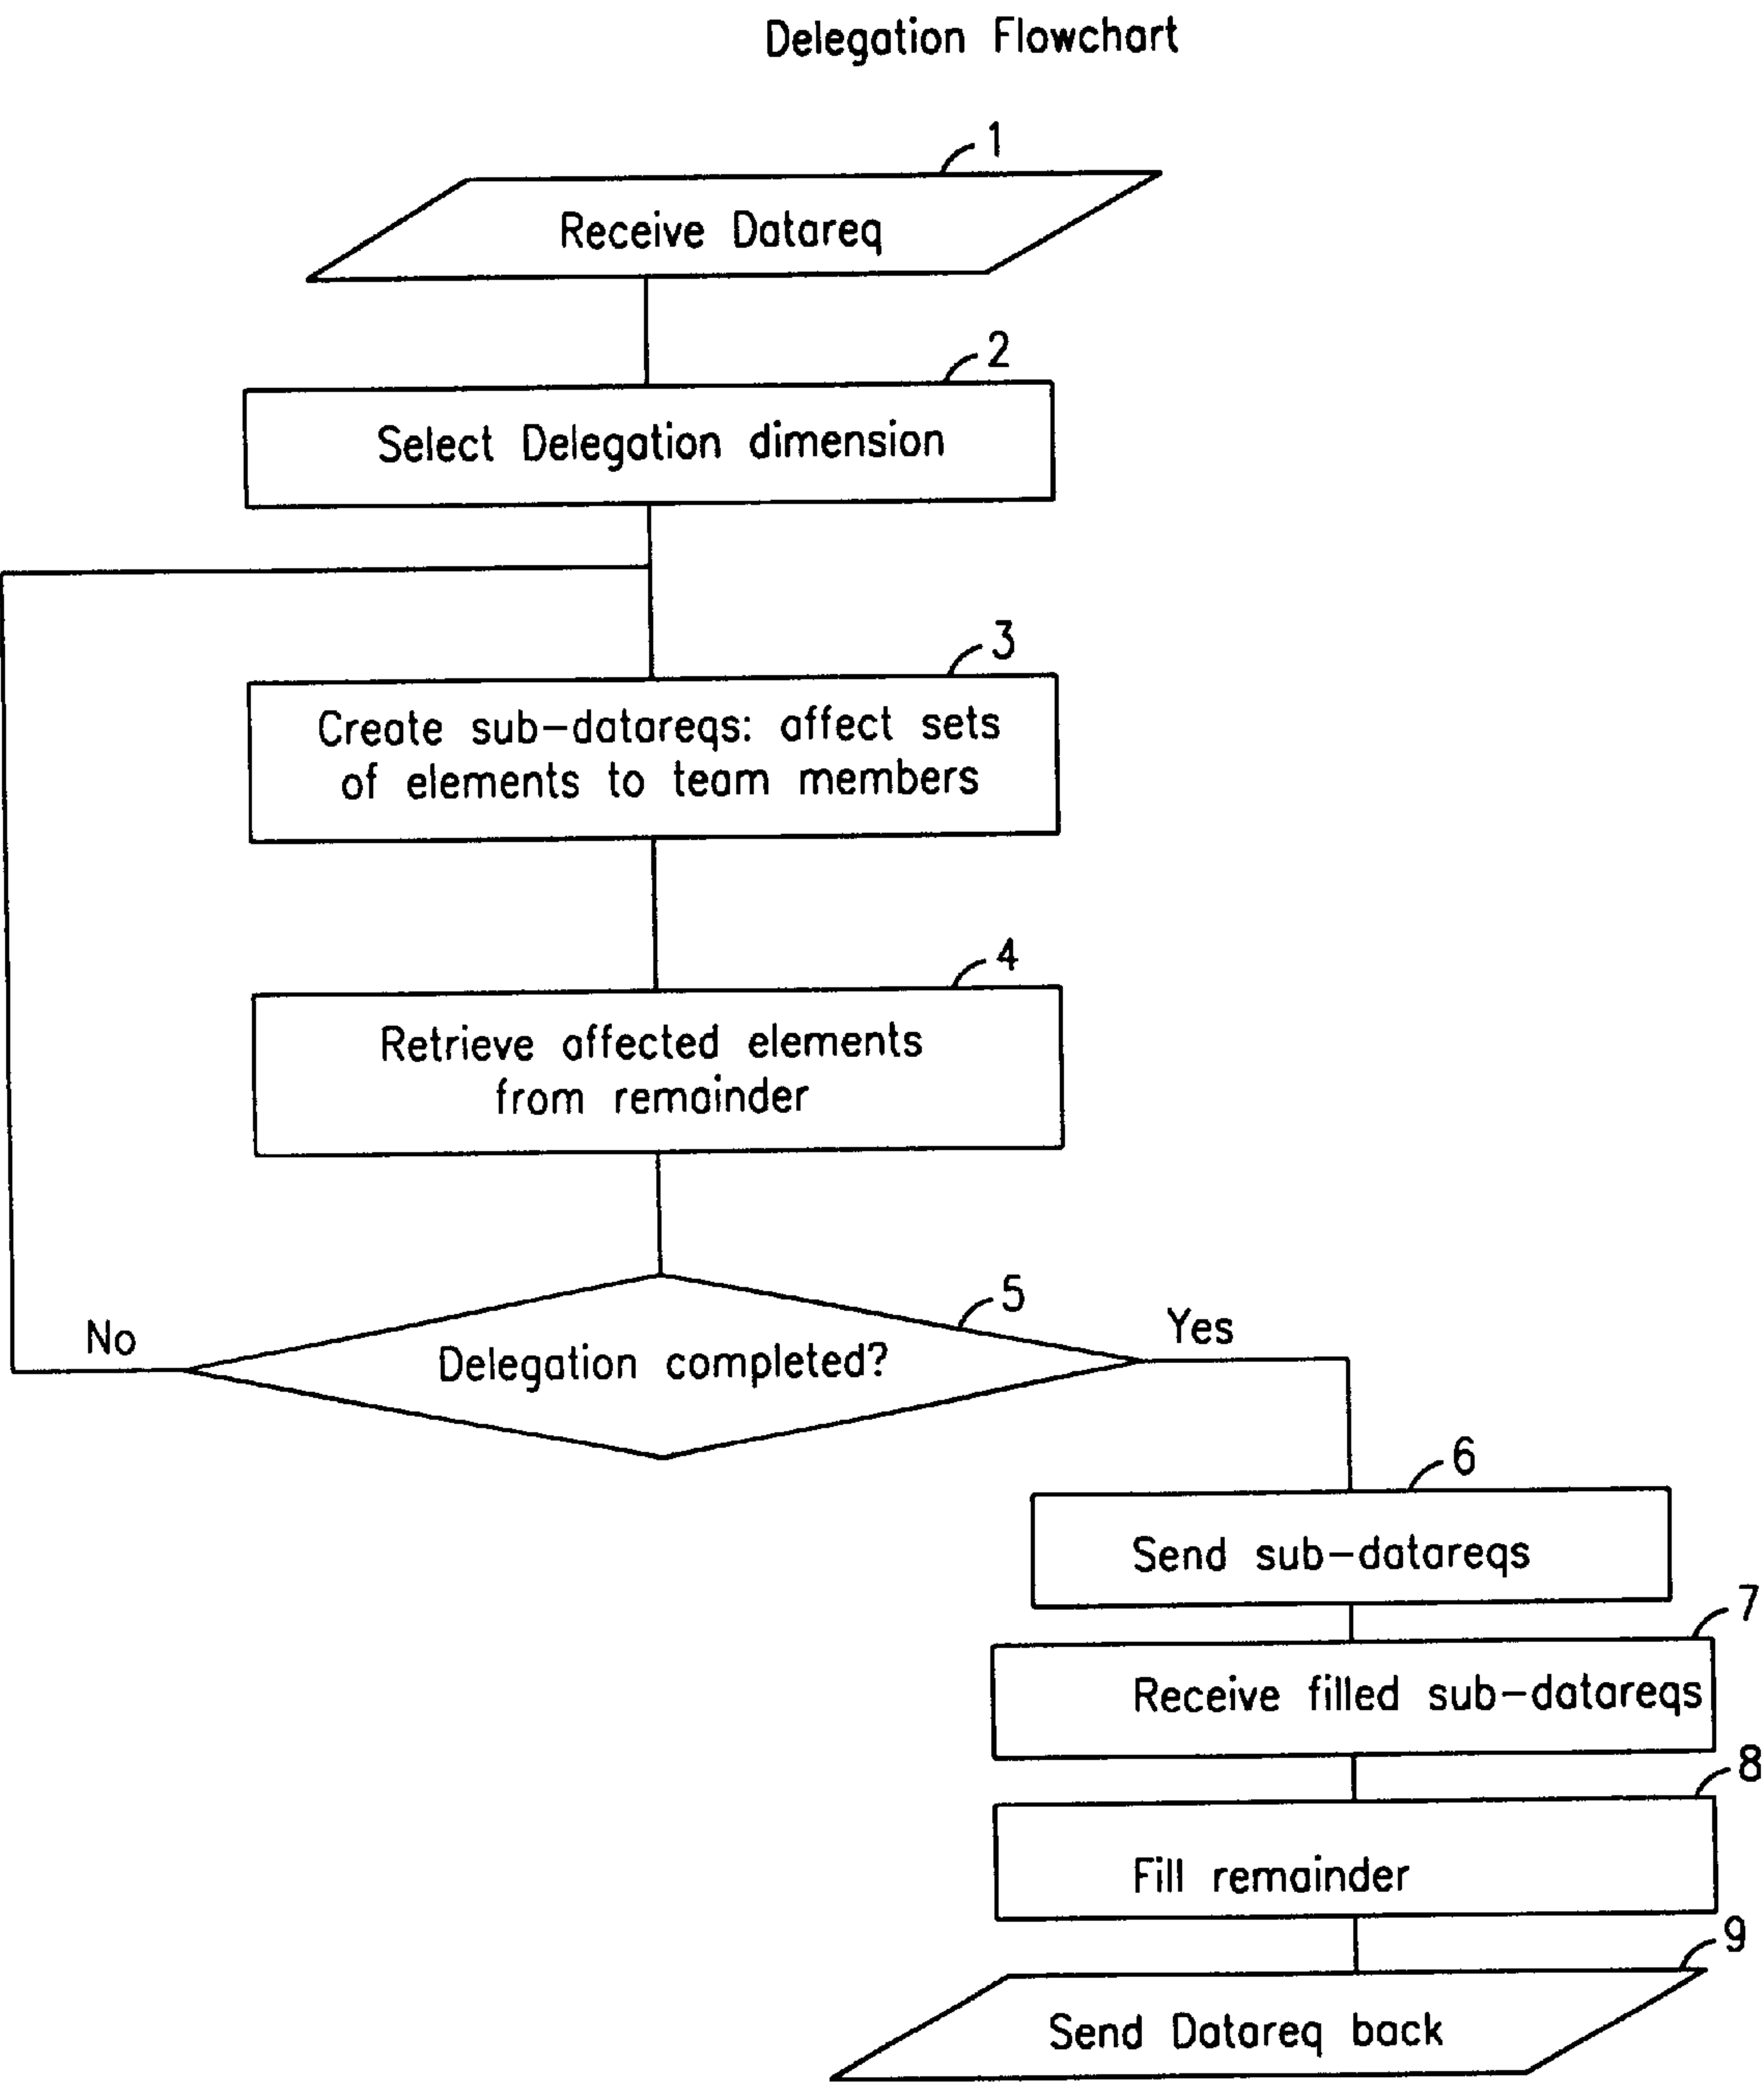 Delegation Flowchart
1
Receive Datareq
2
Select Delegation dimension
3
Create sub-datareqs: affect sets
of elements to team members
4
Retrieve affected elements
from remainder
5
Delegation completed?
No
Yes
6
Send sub-datareqs
7
Receive filled sub-datareqs
8
Fill remainder
9
Send Datareq back